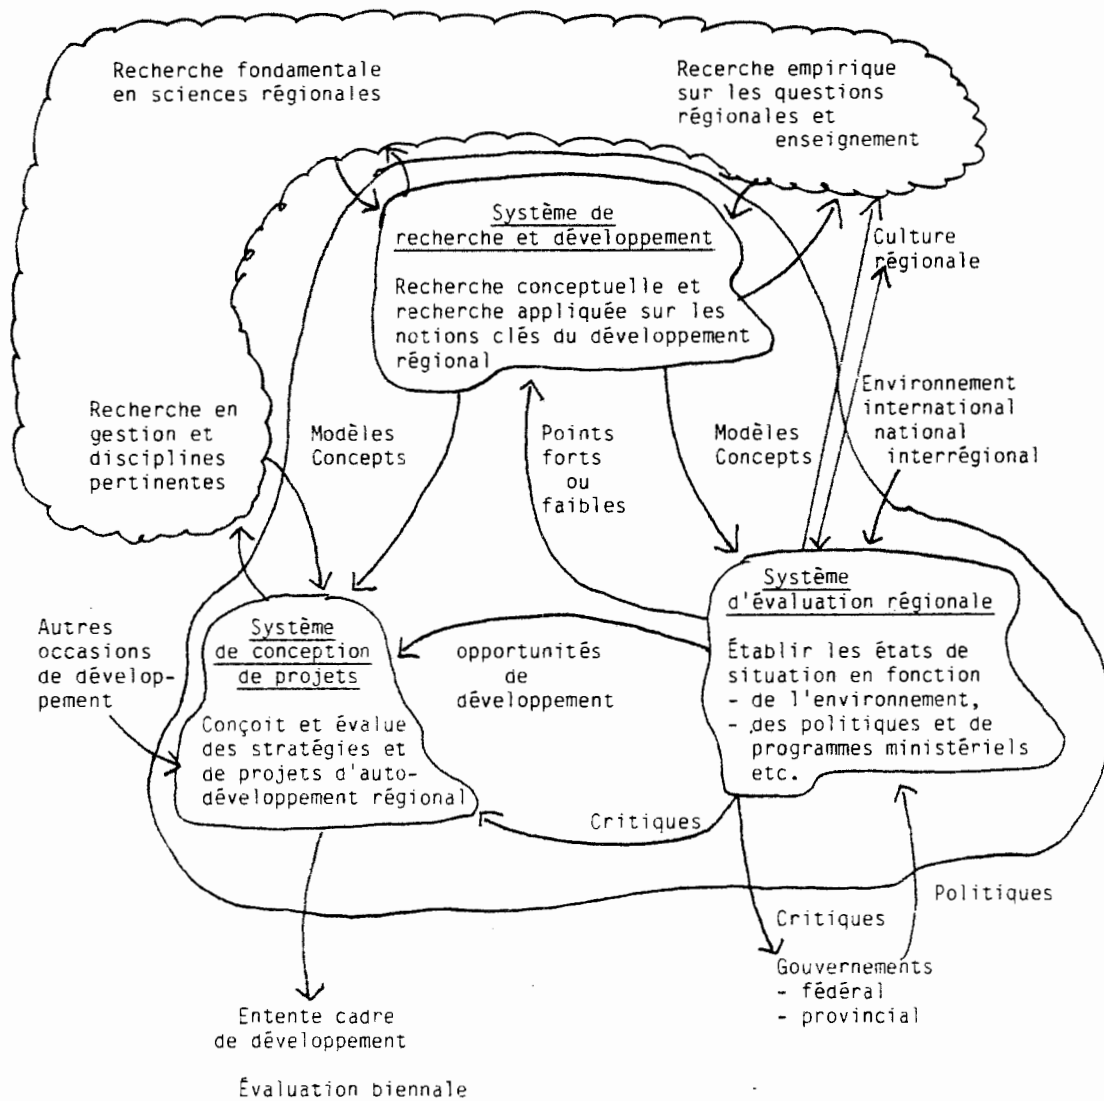 Recherche fondamentale
en sciences régionales
Recerche empirique
sur les questions
régionales et
enseignement
Système de
recherche et développement
Recherche conceptuelle et
recherche appliquée sur les
notions clés du développement
régional
Culture
régionale
Environnement
international
national
interrégional
Recherche en
gestion et
disciplines
pertinentes
Modèles
Concepts
Points
forts
ou
faibles
Modèles
Concepts
Système
d'évaluation régionale
Établir les états de
situation en fonction
- de l'environnement,
- des politiques et de
programmes ministériels
etc.
Autres
occasions
de dévelop-
pement
Système
de conception
de projets
Conçoit et évalue
des stratégies et
de projets d'auto-
développement régional
opportunités
de
développement
Critiques
Politiques
Critiques
Gouvernements
- fédéral
- provincial
Entente cadre
de développement
Évaluation biennale